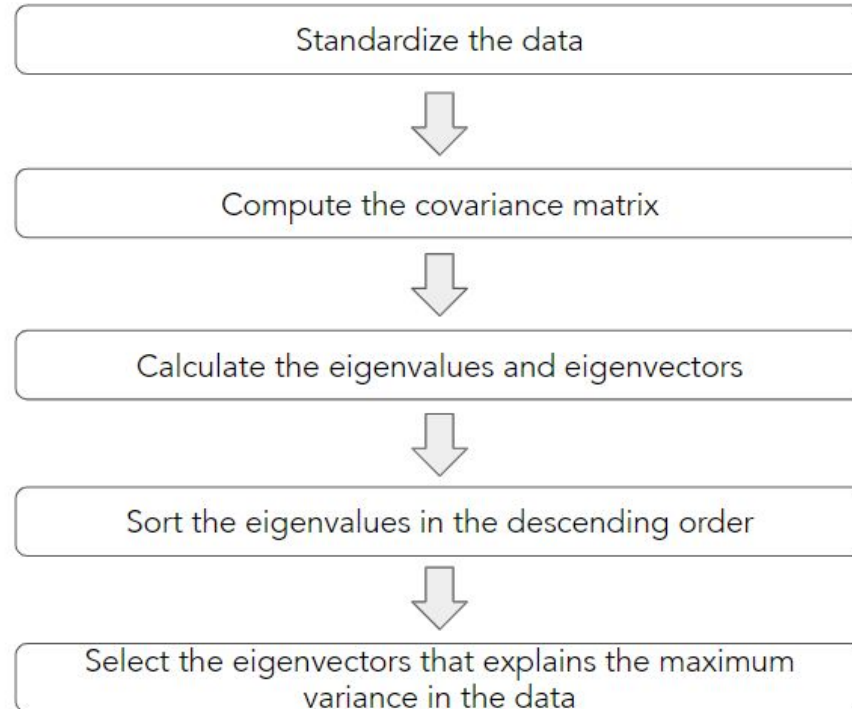 Standardize the data
Compute the covariance matrix
Calculate the eigenvalues and eigenvectors
Sort the eigenvalues in the descending order
Select the eigenvectors that explains the maximum
variance in the data